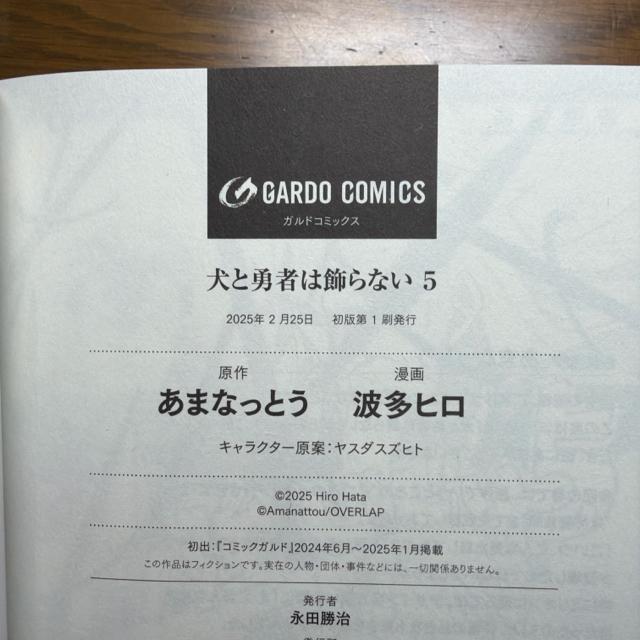 GARDO COMICS
ガルドコミックス
犬と勇者は飾らない 5
2025年2月25日　初版第1刷発行
原作　漫画
あまなっとう　波多ヒロ
キャラクター原案：ヤスダスズヒト
©2025 Hiro Hata
©Amanattou/OVERLAP
初出：『コミックガルド』2024年6月～2025年1月掲載
この作品はフィクションです。実在の人物・団体・事件などには、一切関係ありません。
発行者
永田勝治